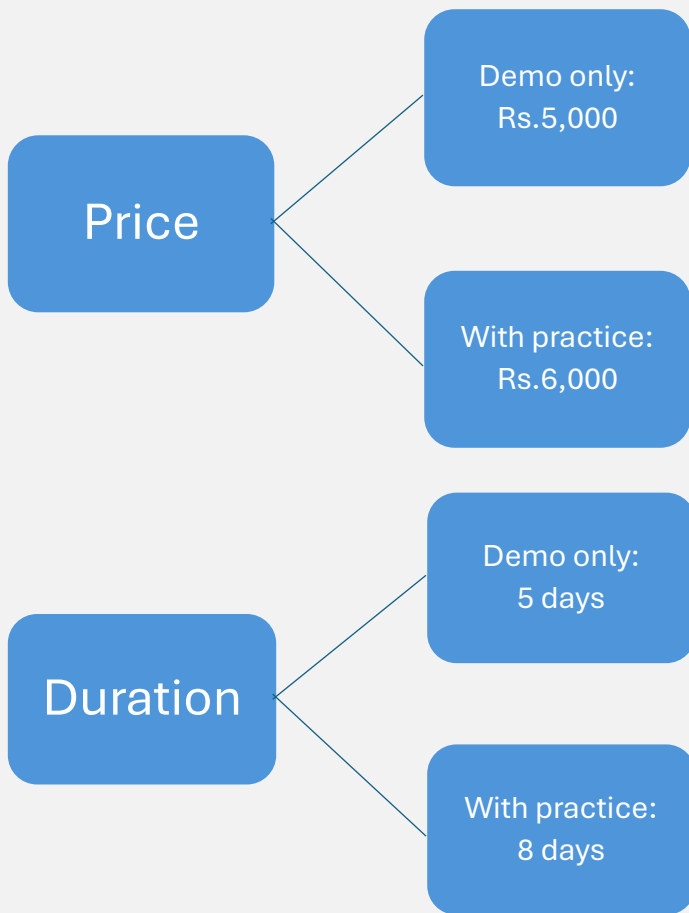 Price
Demo only:
Rs.5,000
With practice:
Rs.6,000
Duration
Demo only:
5 days
With practice:
8 days